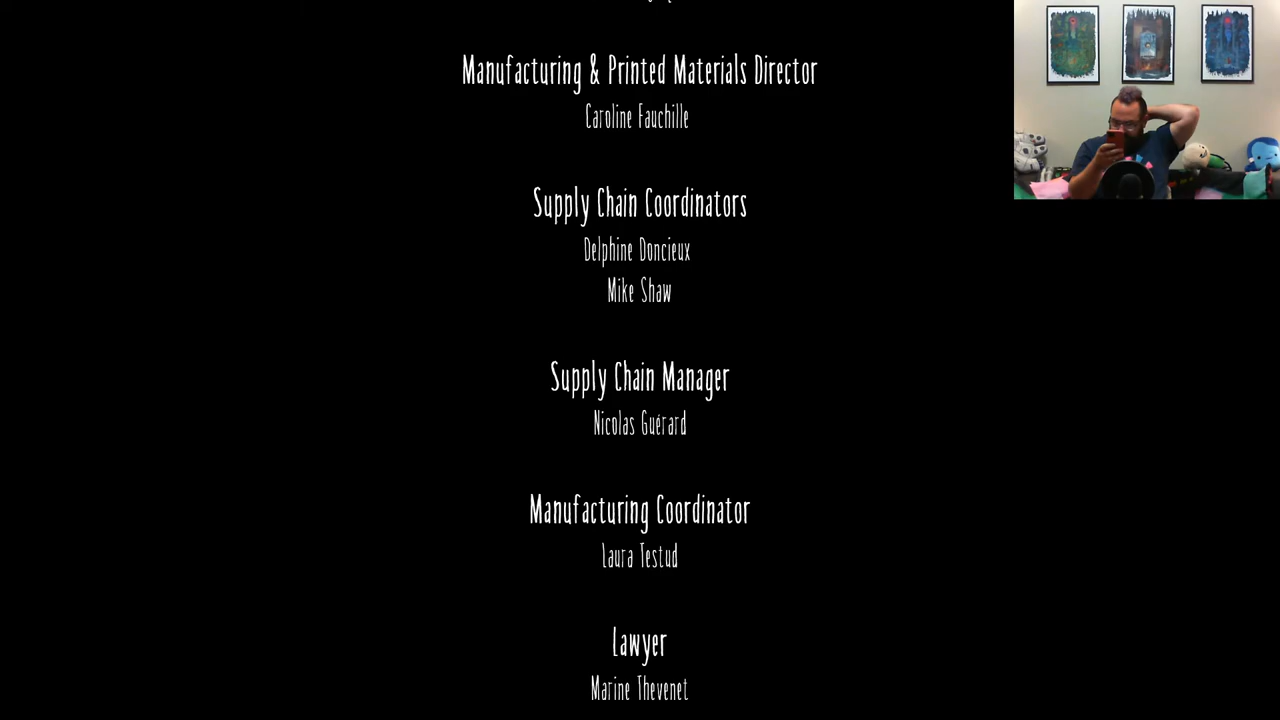 Manufacturing & Printed Materials Director
Caroline Fauchille
Supply Chain Coordinators
Delphine Doncieux
Mike Shaw
Supply Chain Manager
Nicolas Guérard
Manufacturing Coordinator
Laura Testud
Lawyer
Marine Thevenet